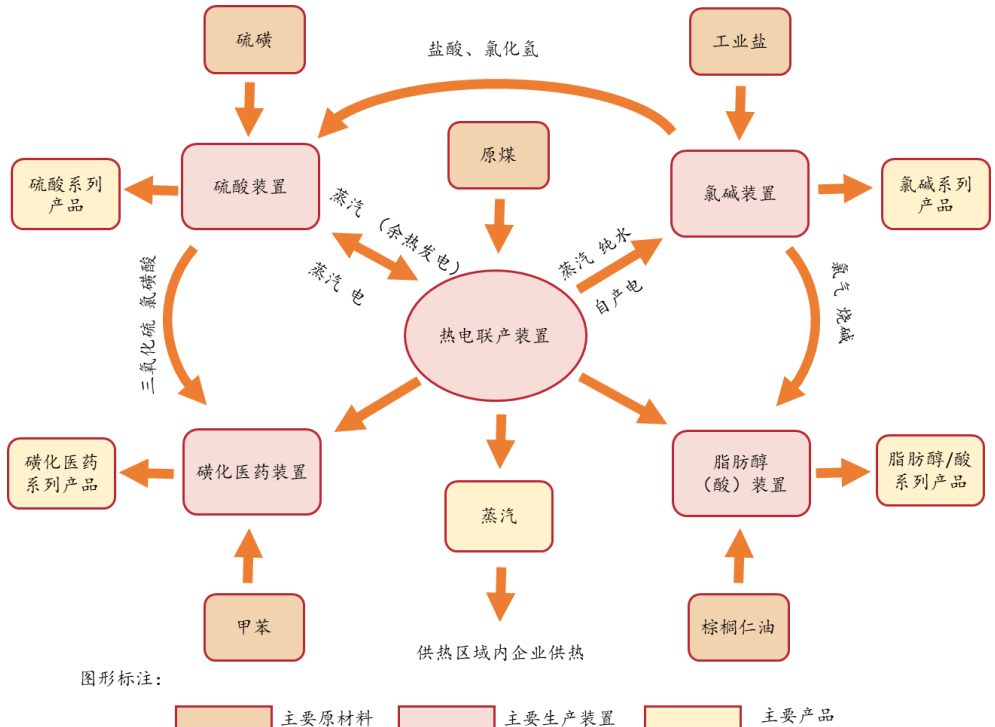 硫磺
盐酸、氯化氢
工业盐
原煤
硫酸系列
产品
硫酸装置
氯碱装置
氯碱系列
产品
蒸汽 （余热发电）
蒸汽 电
蒸汽 纯水
自产电
三氧化硫 氯磺酸
氢气 烧碱
热电联产装置
磺化医药
系列产品
磺化医药装置
蒸汽
脂肪醇
（酸）装置
脂肪醇/酸
系列产品
甲苯
棕榈仁油
供热区域内企业供热
图形标注：
主要原材料
主要生产装置
主要产品